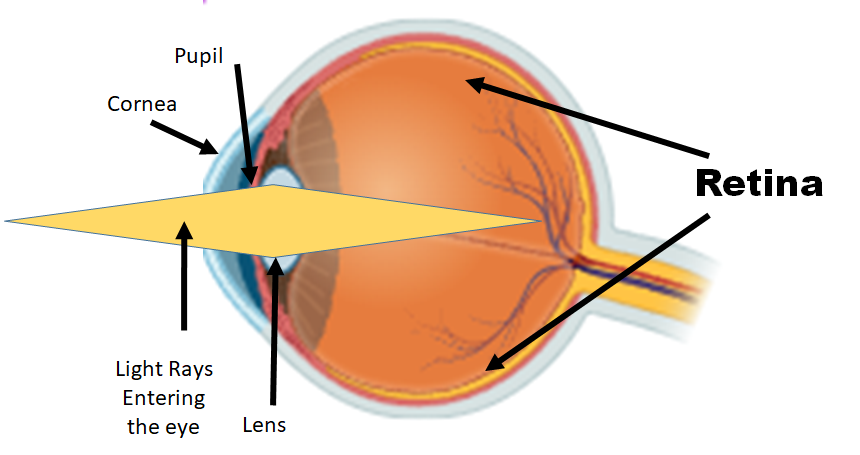 Pupil
Cornea
Retina
Light Rays
Entering
the eye
Lens